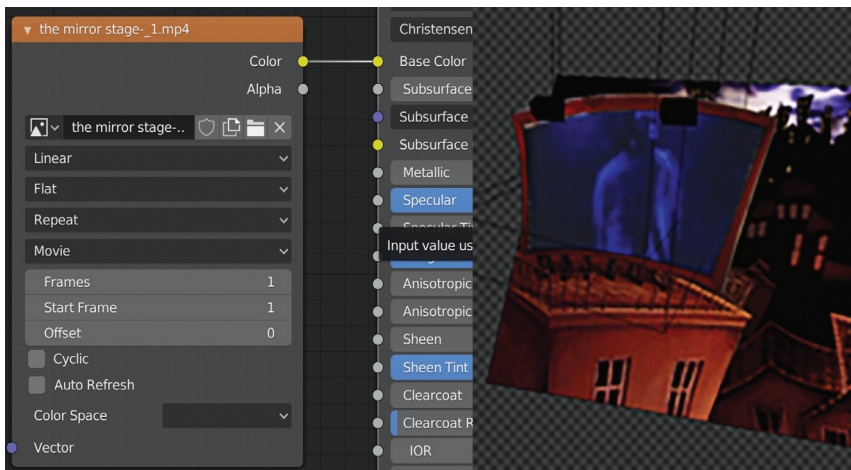 the mirror stage-_1.mp4
Color
Alpha
the mirror stage-..
Linear
Flat
Repeat
Movie
Frames 1
Start Frame 1
Offset 0
Cyclic
Auto Refresh
Color Space
Vector
Christensen
Base Color
Subsurface
Subsurface
Subsurface
Metallic
Specular
Specular Ti
Input value us
Anisotropic
Anisotropic
Sheen
Sheen Tint
Clearcoat
Clearcoat R
IOR